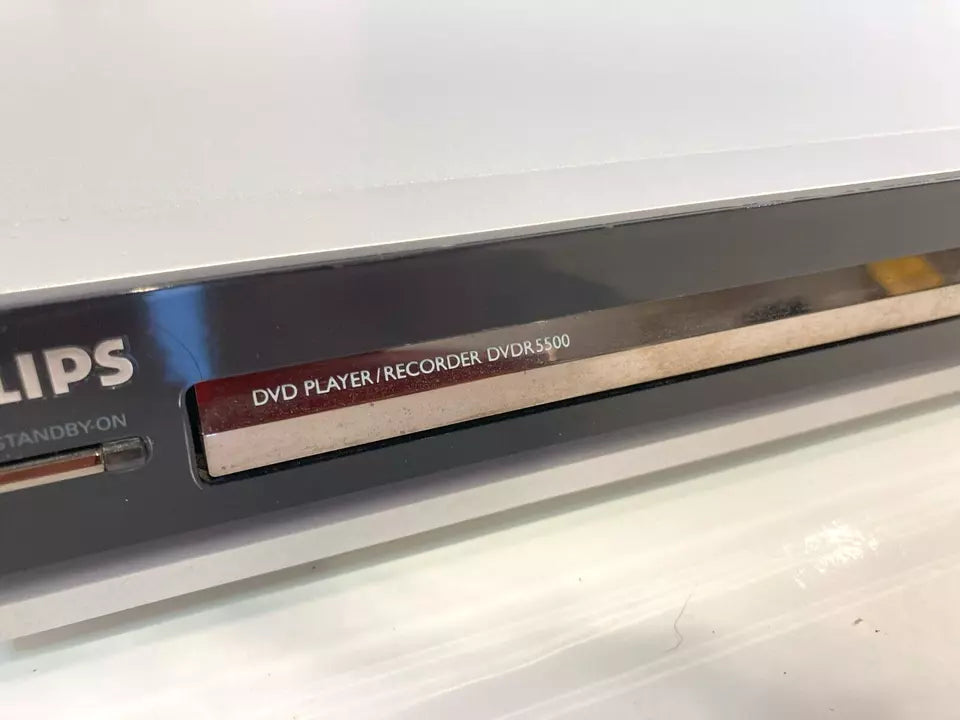 LIPS
STANDBY-ON
DVD PLAYER/RECORDER DVDR5500